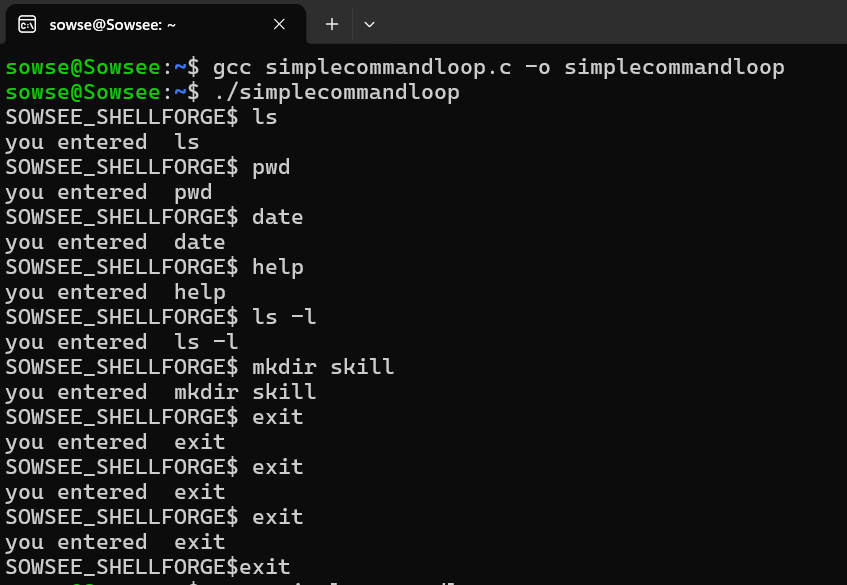 sowse@Sowsee: ~
sowse@Sowsee:~$ gcc simplecommandloop.c -o simplecommandloop
sowse@Sowsee:~$ ./simplecommandloop
SOWSEE_SHELLFORGE$ ls
you entered  ls
SOWSEE_SHELLFORGE$ pwd
you entered  pwd
SOWSEE_SHELLFORGE$ date
you entered  date
SOWSEE_SHELLFORGE$ help
you entered  help
SOWSEE_SHELLFORGE$ ls -l
you entered  ls -l
SOWSEE_SHELLFORGE$ mkdir skill
you entered  mkdir skill
SOWSEE_SHELLFORGE$ exit
you entered  exit
SOWSEE_SHELLFORGE$ exit
you entered  exit
SOWSEE_SHELLFORGE$ exit
you entered  exit
SOWSEE_SHELLFORGE$exit